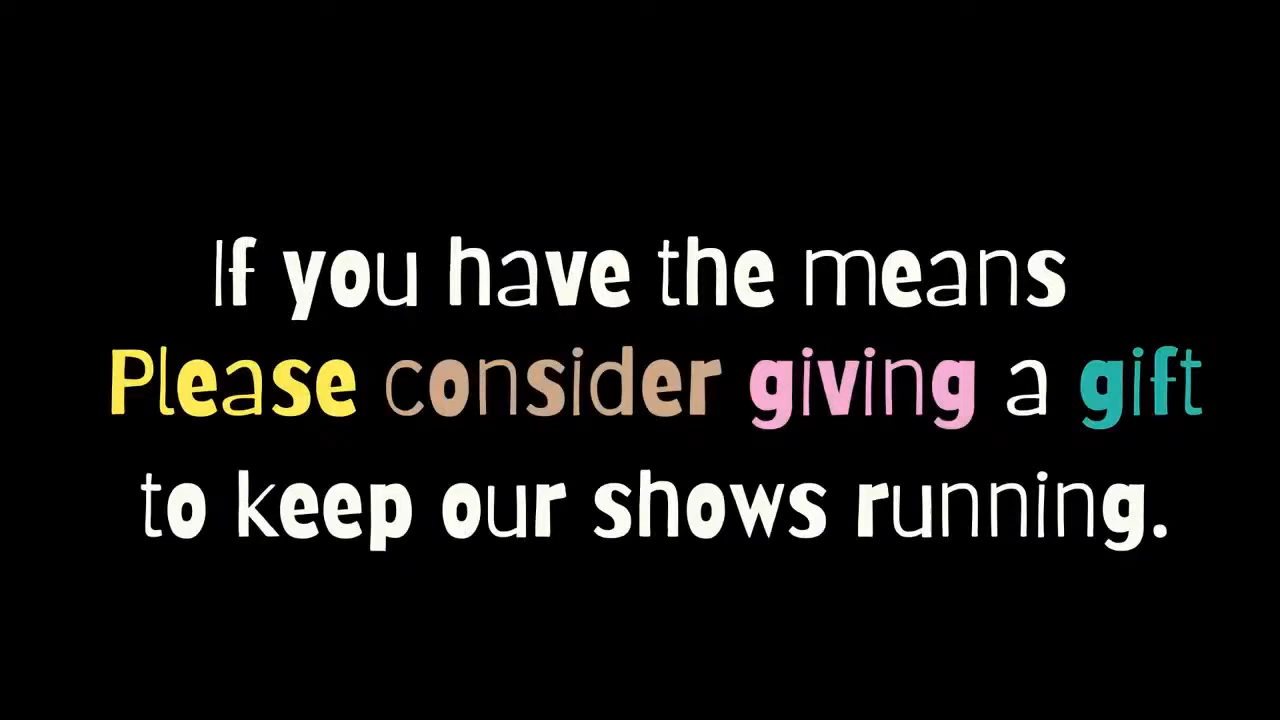 If you have the means
Please consider giving a gift
to keep our shows running.